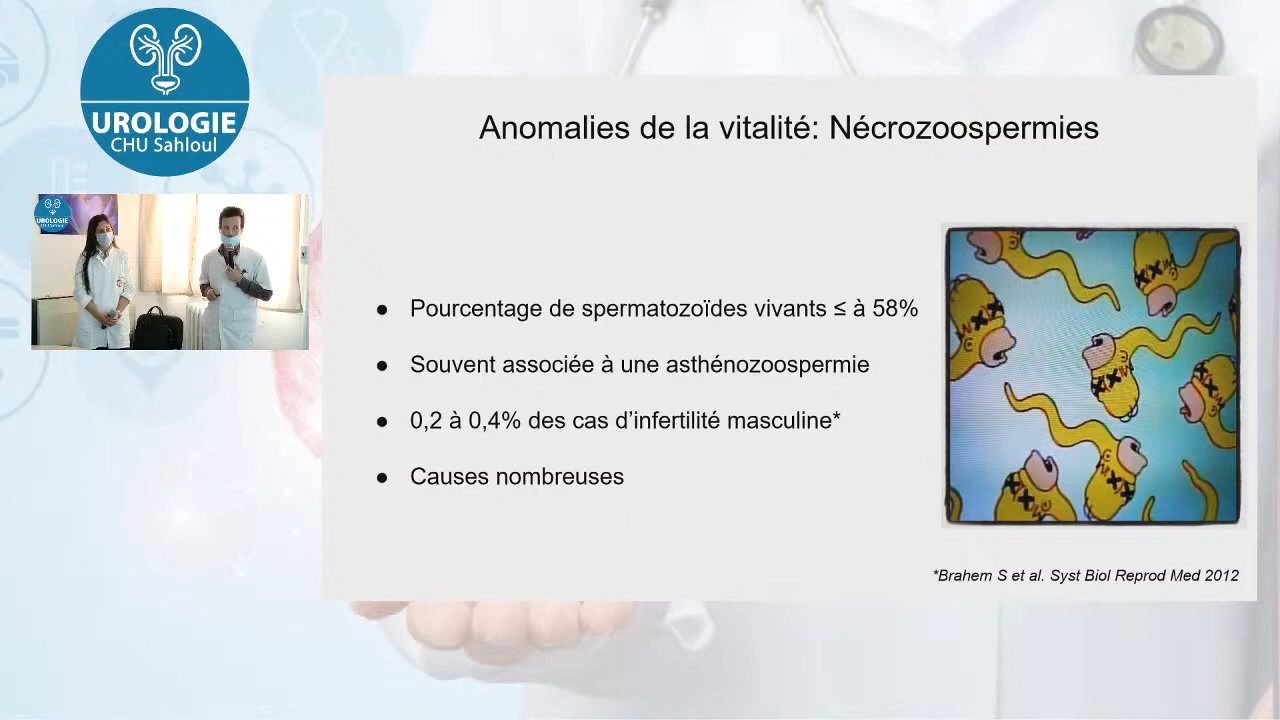 UROLOGIE
CHU Sahloul
UROLOGIE
Anomalies de la vitalité: Nécrozoospermies
● Pourcentage de spermatozoïdes vivants ≤ à 58%
● Souvent associée à une asthénozoospermie
● 0,2 à 0,4% des cas d’infertilité masculine*
● Causes nombreuses
*Brahem S et al. Syst Biol Reprod Med 2012